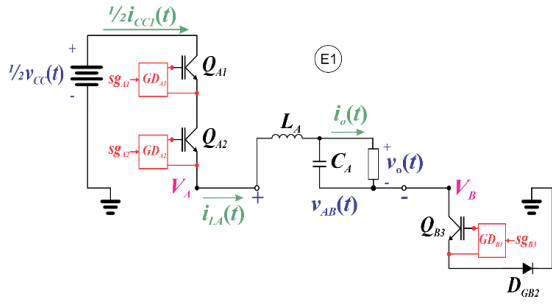 ½i_CC1(t)
E1
½v_CC(t)
+
-
Q_A1
sg_A1
GD_A3
Q_A2
sg_A2
GD_A2
V_A
i_LA(t)
+
L_A
C_A
i_o(t)
+
v_o(t)
-
v_AB(t)
-
V_B
Q_B3
GD_B3
sg_B3
D_GB2